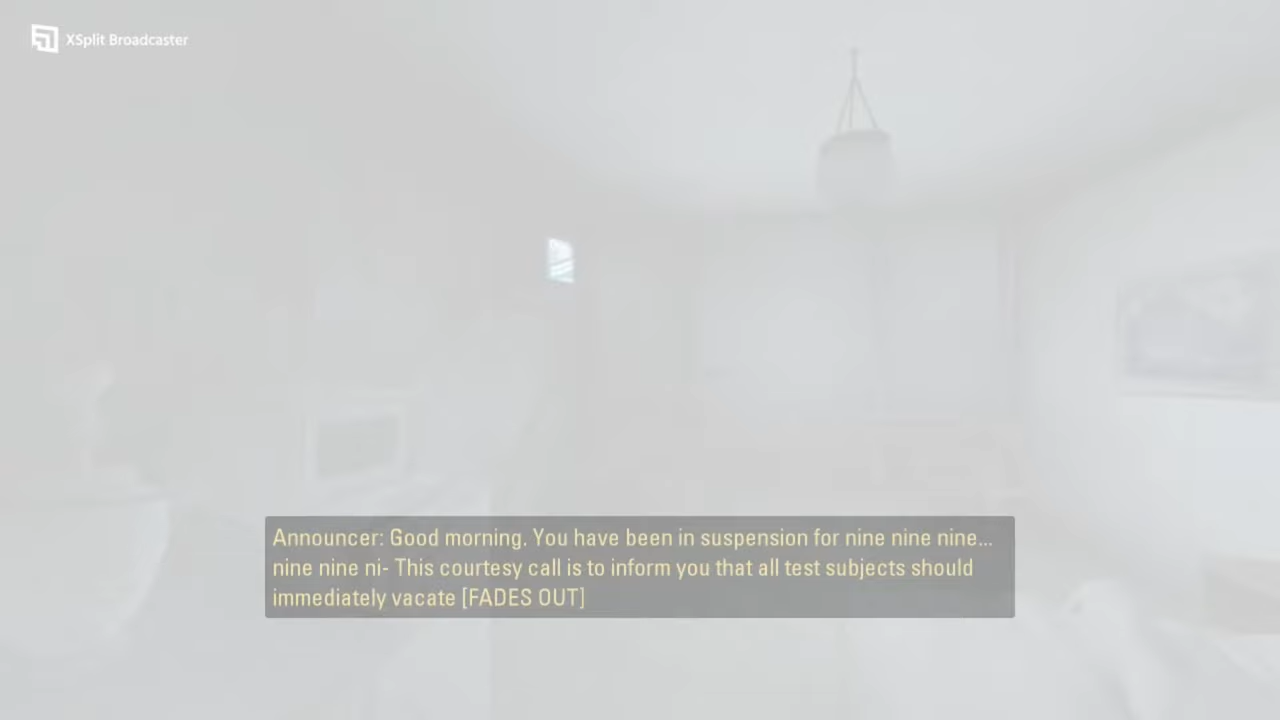 XSplit Broadcaster
Announcer: Good morning. You have been in suspension for nine nine nine...
nine nine ni- This courtesy call is to inform you that all test subjects should
immediately vacate [FADES OUT]